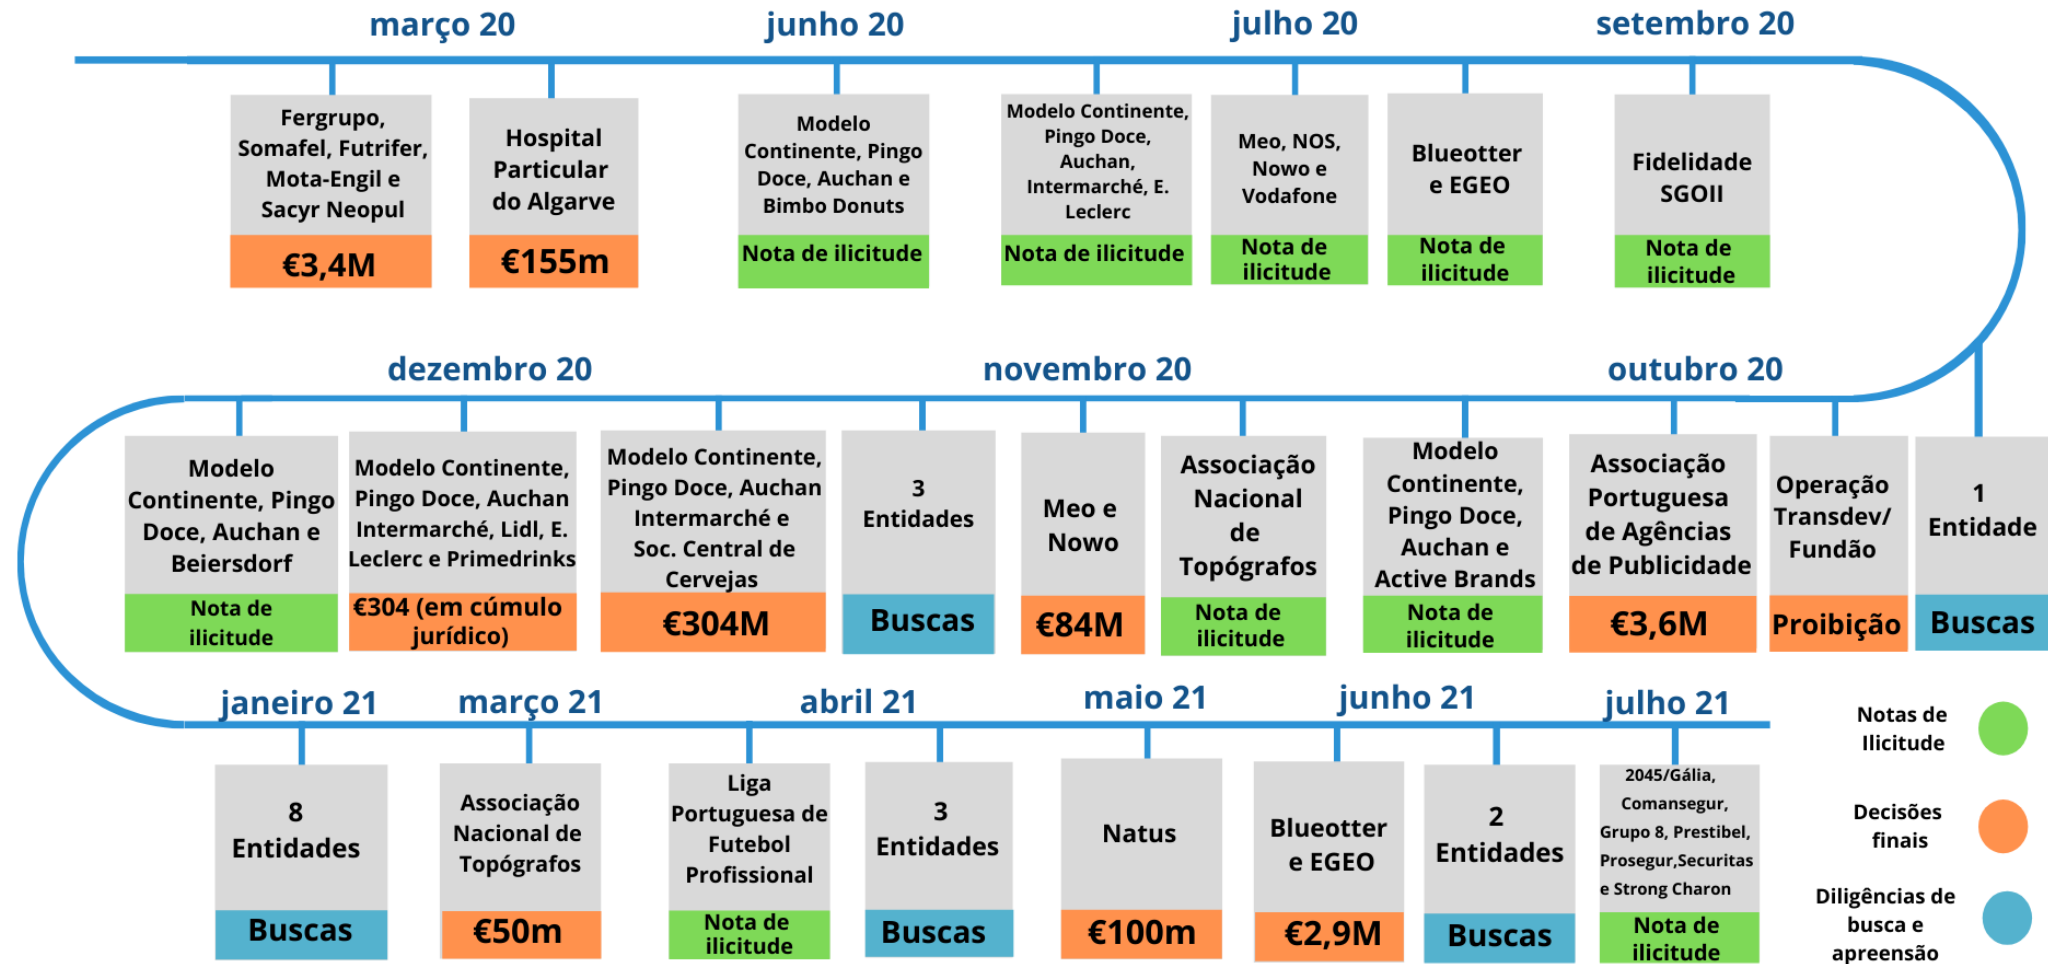 março 20
junho 20
julho 20
setembro 20
Fergrupo,
Somafel, Futrifer,
Mota-Engil e
Sacyr Neopul
€3,4M
Hospital
Particular
do Algarve
€155m
Modelo
Continente, Pingo
Doce, Auchan e
Bimbo Donuts
Nota de ilicitude
Modelo Continente,
Pingo Doce,
Auchan,
Intermarché, E.
Leclerc
Nota de ilicitude
Meo, NOS,
Nowo e
Vodafone
Nota de
ilicitude
Blueotter
e EGEO
Nota de
ilicitude
Fidelidade
SGOII
Nota de
ilicitude
dezembro 20
novembro 20
outubro 20
Modelo
Continente, Pingo
Doce, Auchan e
Beiersdorf
Nota de
ilicitude
Modelo Continente,
Pingo Doce, Auchan
Intermarché, Lidl, E.
Leclerc e Primedrinks
€304 (em cúmulo
jurídico)
Modelo Continente,
Pingo Doce, Auchan
Intermarché e
Soc. Central de
Cervejas
€304M
3
Entidades
Buscas
Meo e
Nowo
€84M
Associação
Nacional
de
Topógrafos
Nota de
ilicitude
Modelo
Continente,
Pingo Doce,
Auchan e
Active Brands
Nota de
ilicitude
Associação
Portuguesa
de Agências
de Publicidade
€3,6M
Operação
Transdev/
Fundão
Proibição
1
Entidade
Buscas
janeiro 21
março 21
abril 21
maio 21
junho 21
julho 21
8
Entidades
Buscas
Associação
Nacional de
Topógrafos
€50m
Liga
Portuguesa de
Futebol
Profissional
Nota de
ilicitude
3
Entidades
Buscas
Natus
€100m
Blueotter
e EGEO
€2,9M
2
Entidades
Buscas
2045/Gália,
Comansegur,
Grupo 8, Prestibel,
Prosegur,Securitas
e Strong Charon
Nota de
ilicitude
Notas de
Ilicitude
Decisões
finais
Diligências de
busca e
apreensão